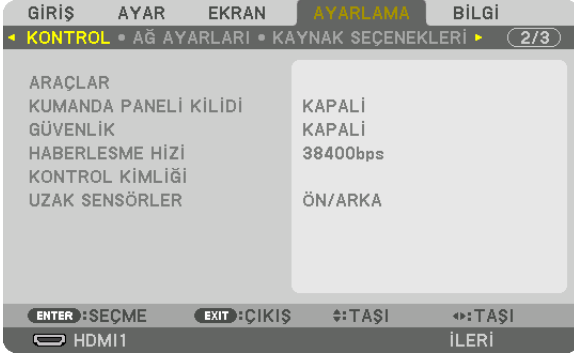 GİRİŞ AYAR EKRAN AYARLAMA BİLGİ
KONTROL • AĞ AYARLARI • KAYNAK SEÇENEKLERİ 2/3
ARAÇLAR
KUMANDA PANELİ KİLİDİ KAPALİ
GÜVENLİK KAPALİ
HABERLESME HİZİ 38400bps
KONTROL KİMLİĞİ
UZAK SENSÖRLER ÖN/ARKA
ENTER :SEÇME EXIT :ÇIKIŞ :TAŞI :TAŞI
HDMI1 İLERİ